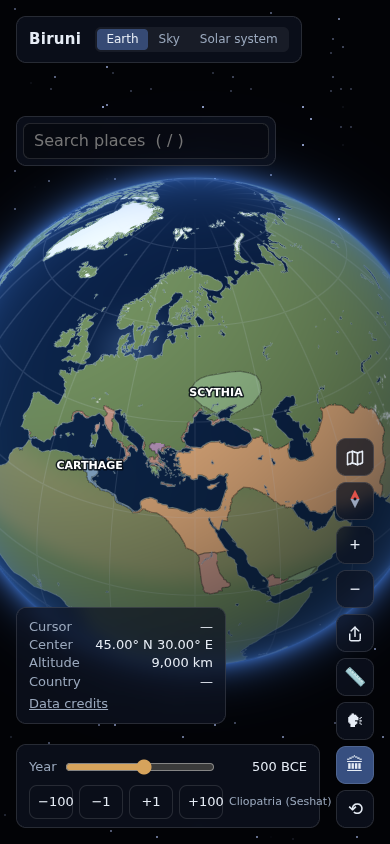 Biruni Earth Sky Solar system
Search places ( / )
SCYTHIA
CARTHAGE
+
−
Cursor —
Center 45.00° N 30.00° E
Altitude 9,000 km
Country —
Data credits
Year 500 BCE
−100 −1 +1 +100 Cliopatria (Seshat)